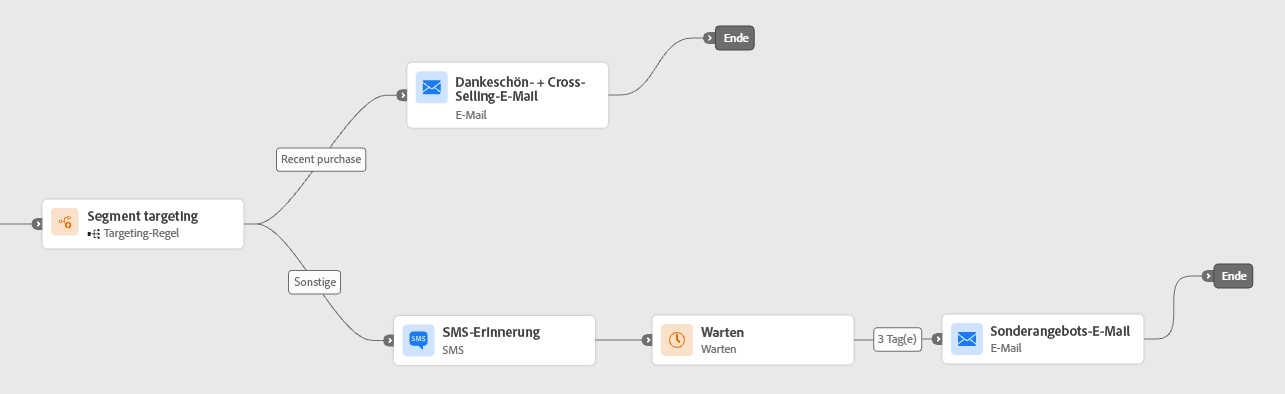 Ende
Dankeschön- + Cross-
Selling-E-Mail
E-Mail
Recent purchase
Segment targeting
Targeting-Regel
Sonstige
Ende
SMS
SMS-Erinnerung
SMS
Warten
Warten
3 Tag(e)
Sonderangebots-E-Mail
E-Mail